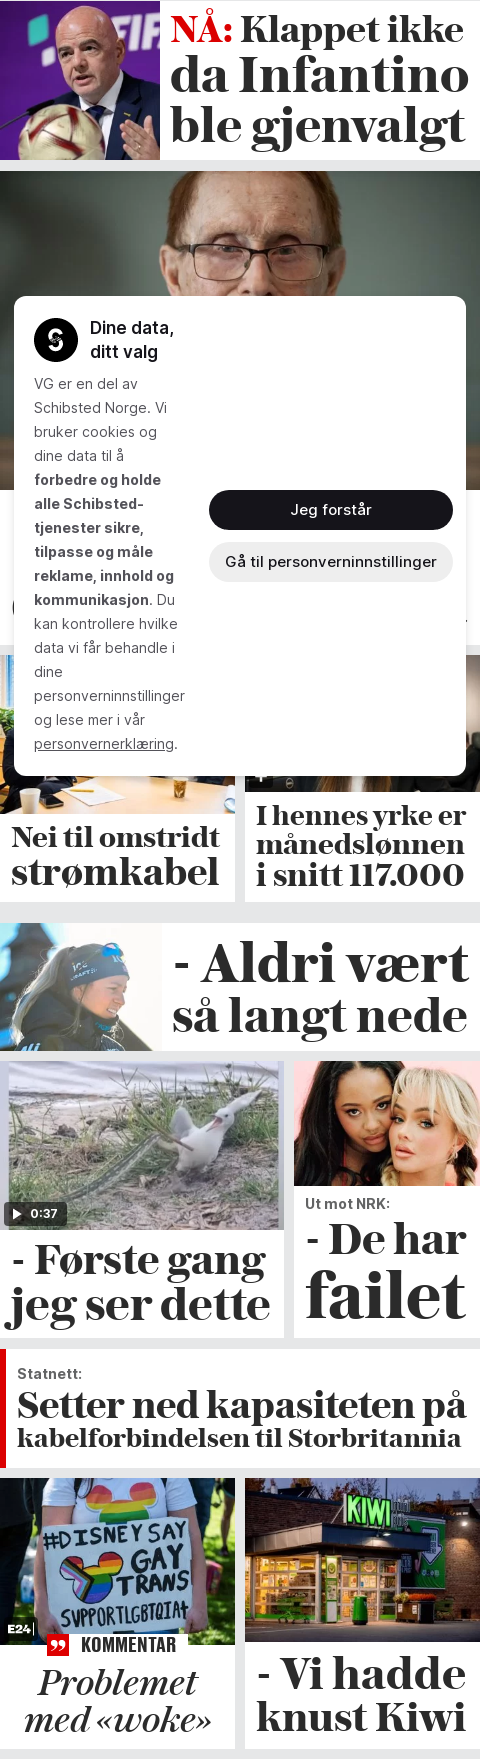 NÅ: Klappet ikke
da Infantino
ble gjenvalgt
FIFA
Dine data,
ditt valg
VG er en del av
Schibsted Norge. Vi
bruker cookies og
dine data til å
forbedre og holde
alle Schibsted-
tjenester sikre,
tilpasse og måle
reklame, innhold og
kommunikasjon. Du
kan kontrollere hvilke
data vi får behandle i
dine
personverninnstillinger
og lese mer i vår
personvernerklæring.
Jeg forstår
Gå til personverninnstillinger
Nei til omstridt
strømkabel
I hennes yrke er
månedslønnen
i snitt 117.000
- Aldri vært
så langt nede
0:37
- Første gang
jeg ser dette
Ut mot NRK:
- De har
failet
Statnett:
Setter ned kapasiteten på
kabelforbindelsen til Storbritannia
#DISNEY SAY
GAY
TRANS
SUPPORTLGBTQIA+
E24
KOMMENTAR
Problemet
med «woke»
KIWI
- Vi hadde
knust Kiwi